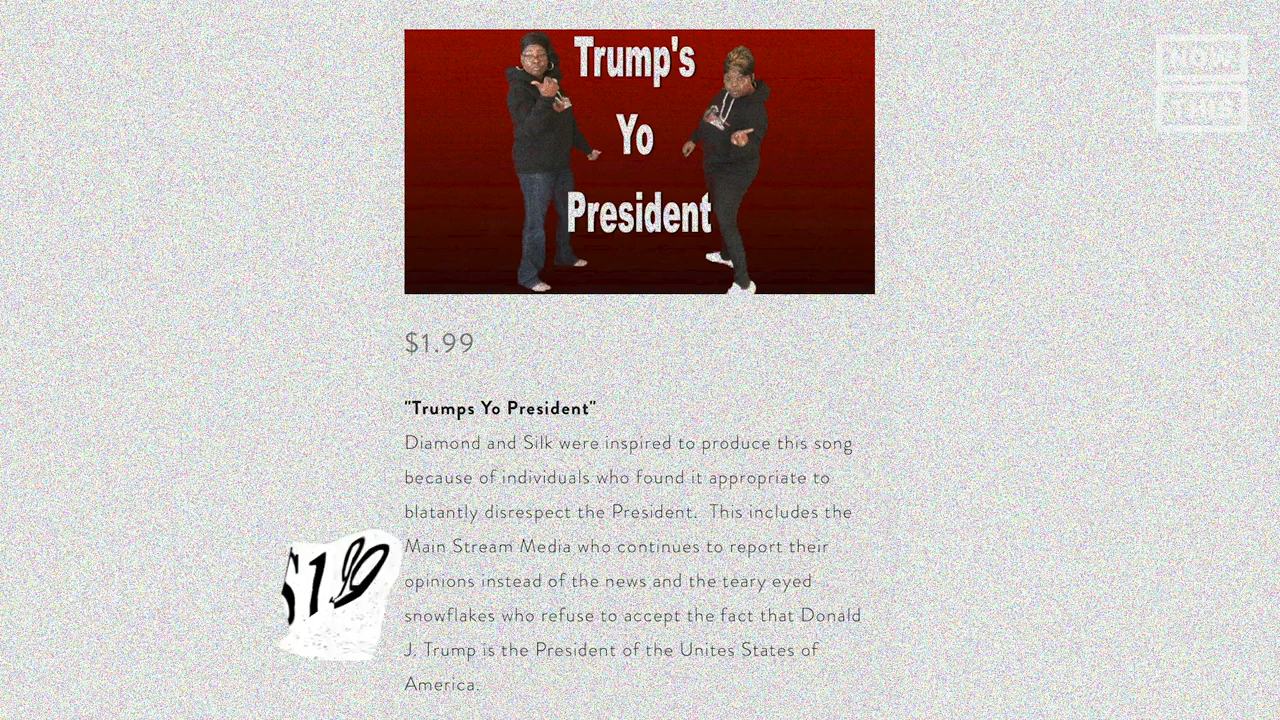 Trump's
Yo
President
$1.99
"Trumps Yo President"
Diamond and Silk were inspired to produce this song
because of individuals who found it appropriate to
blatantly disrespect the President.  This includes the
Main Stream Media who continues to report their
opinions instead of the news and the teary eyed
snowflakes who refuse to accept the fact that Donald
J. Trump is the President of the Unites States of
America.